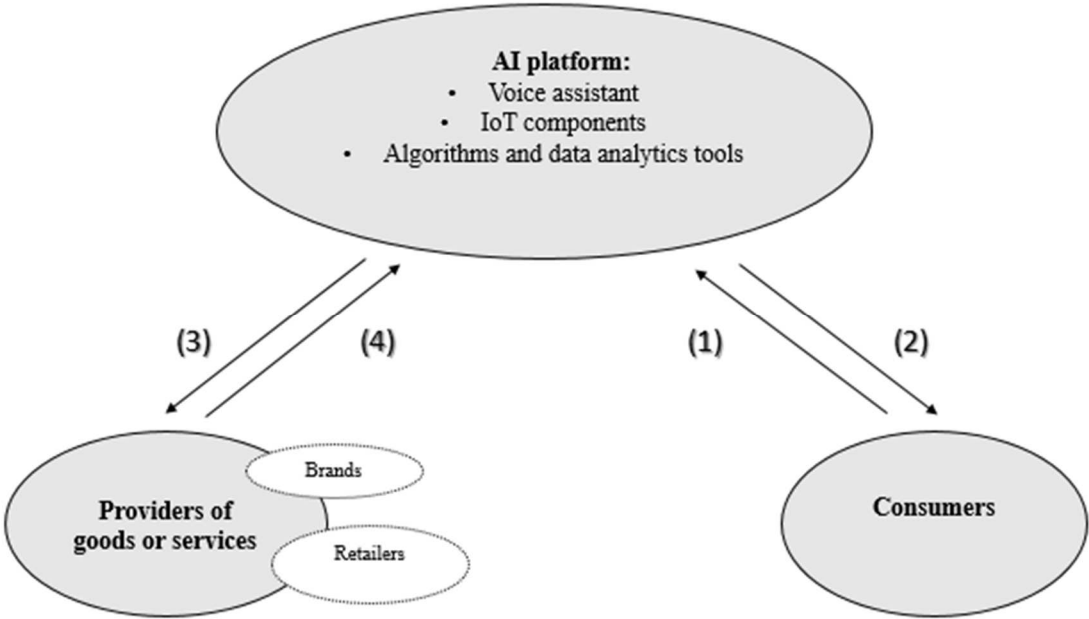 AI platform:
• Voice assistant
• IoT components
• Algorithms and data analytics tools
(3)
(4)
(1)
(2)
Brands
Providers of
goods or services
Retailers
Consumers